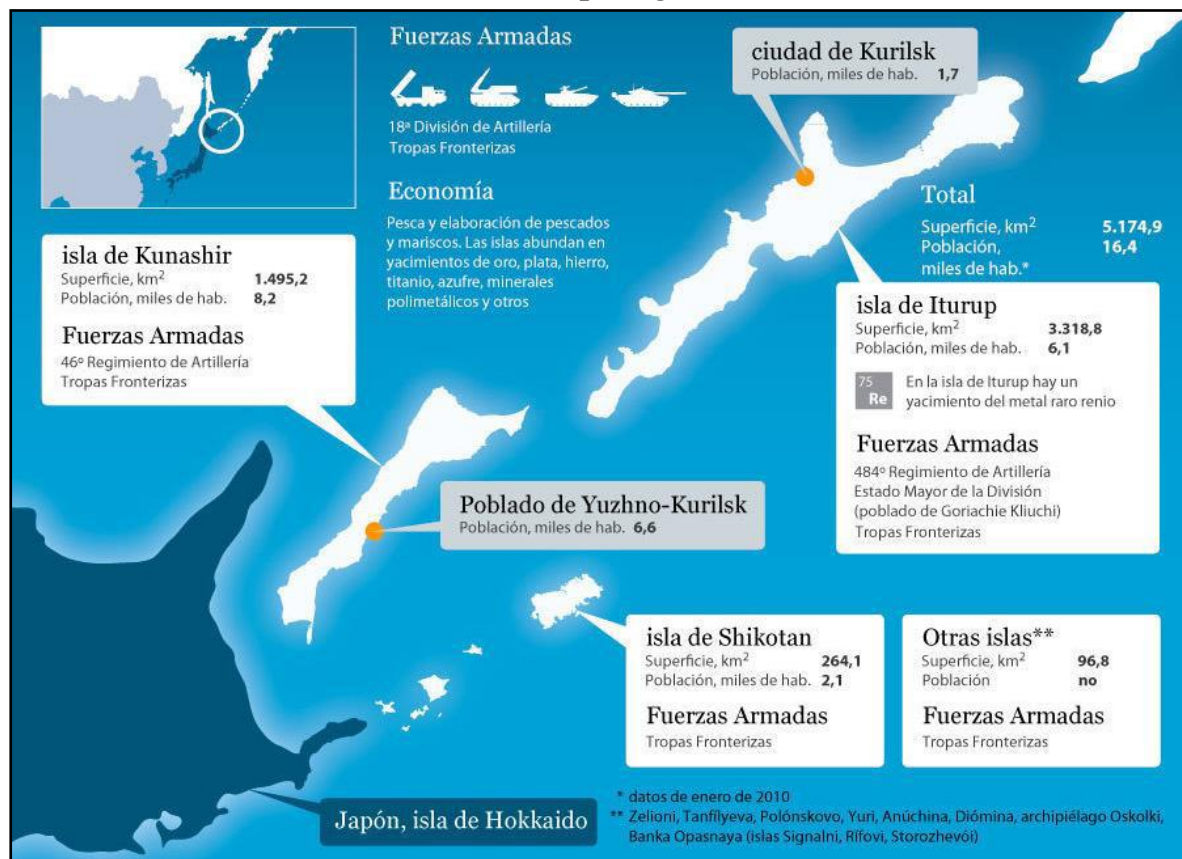 Fuerzas Armadas
18ª División de Artillería
Tropas Fronterizas
Economía
Pesca y elaboración de pescados
y mariscos. Las islas abundan en
yacimientos de oro, plata, hierro,
titanio, azufre, minerales
polimetálicos y otros
ciudad de Kurilsk
Población, miles de hab. 1,7
Total
Superficie, km² 5.174,9
Población, 16,4
miles de hab.*
isla de Kunashir
Superficie, km² 1.495,2
Población, miles de hab. 8,2
Fuerzas Armadas
46º Regimiento de Artillería
Tropas Fronterizas
isla de Iturup
Superficie, km² 3.318,8
Población, miles de hab. 6,1
75
Re
En la isla de Iturup hay un
yacimiento del metal raro renio
Fuerzas Armadas
484º Regimiento de Artillería
Estado Mayor de la División
(poblado de Goriachie Kliuchi)
Tropas Fronterizas
Poblado de Yuzhno-Kurilsk
Población, miles de hab. 6,6
isla de Shikotan
Superficie, km² 264,1
Población, miles de hab. 2,1
Fuerzas Armadas
Tropas Fronterizas
Otras islas**
Superficie, km² 96,8
Población no
Fuerzas Armadas
Tropas Fronterizas
Japón, isla de Hokkaido
* datos de enero de 2010
** Zelioni, Tanfílyeva, Polónskovo, Yuri, Anúchina, Diómina, archipiélago Oskolki,
Banka Opasnaya (islas Signalni, Rífovi, Storozhevói)